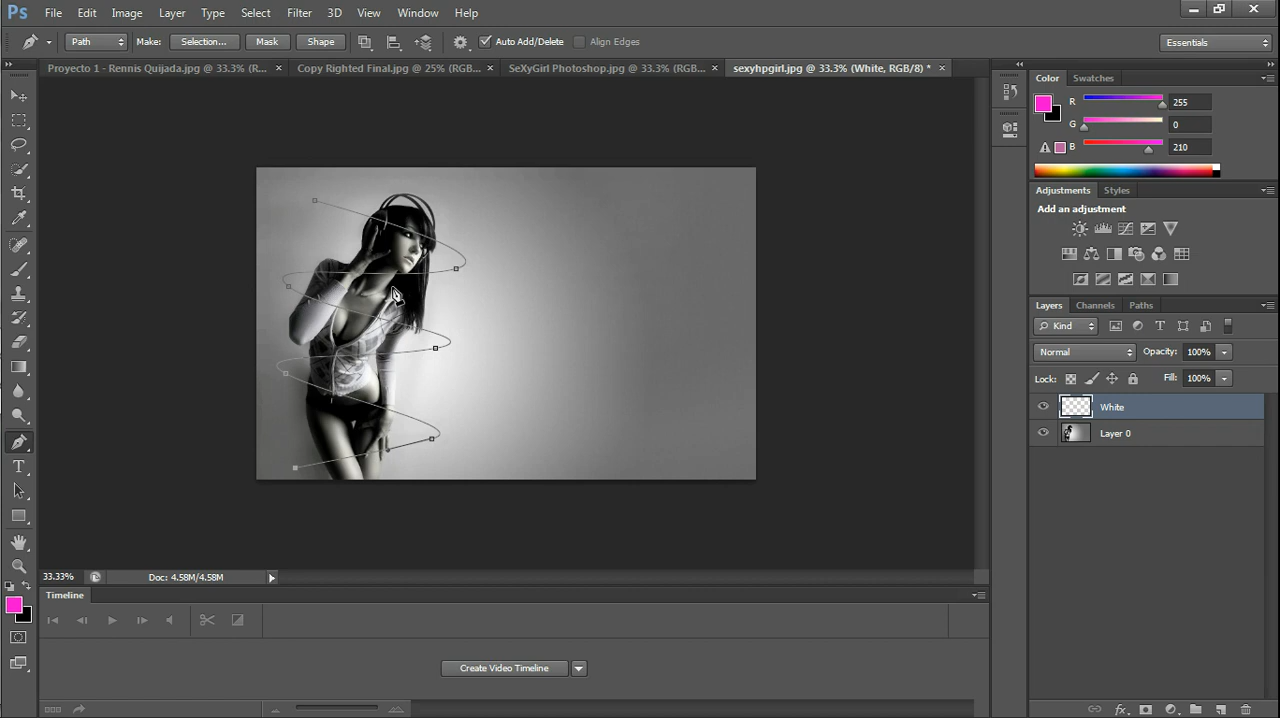 Ps File Edit Image Layer Type Select Filter 3D View Window Help
Path Make: Selection... Mask Shape Auto Add/Delete Align Edges Essentials
Proyecto 1 - Rennis Quijada.jpg @ 33.3% (R... Copy Righted Final.jpg @ 25% (RGB... SeXyGirl Photoshop.jpg @ 33.3% (RGB... sexyhpgirl.jpg @ 33.3% (White, RGB/8) *
Color Swatches
R 255
G 0
B 210
Adjustments Styles
Add an adjustment
Layers Channels Paths
Kind
Normal Opacity: 100%
Lock: Fill: 100%
White
Layer 0
33.33% Doc: 4.58M/4.58M
Timeline
Create Video Timeline